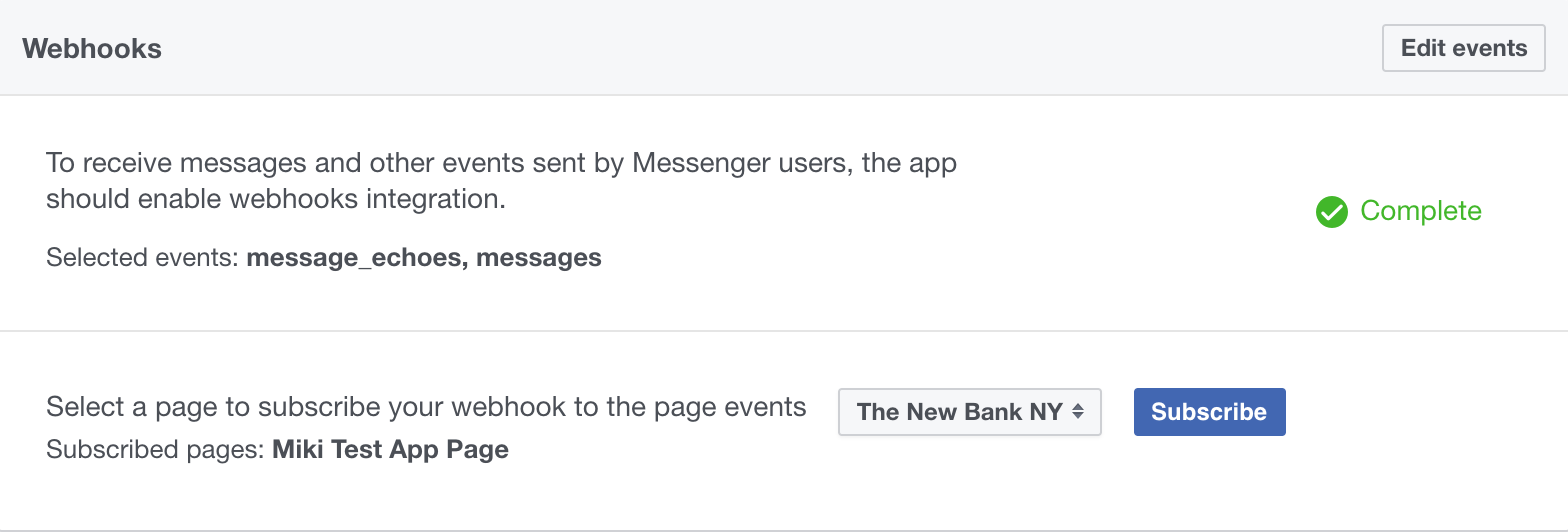 Webhooks
Edit events
To receive messages and other events sent by Messenger users, the app
should enable webhooks integration.
Complete
Selected events: message_echoes, messages
Select a page to subscribe your webhook to the page events
The New Bank NY
Subscribe
Subscribed pages: Miki Test App Page